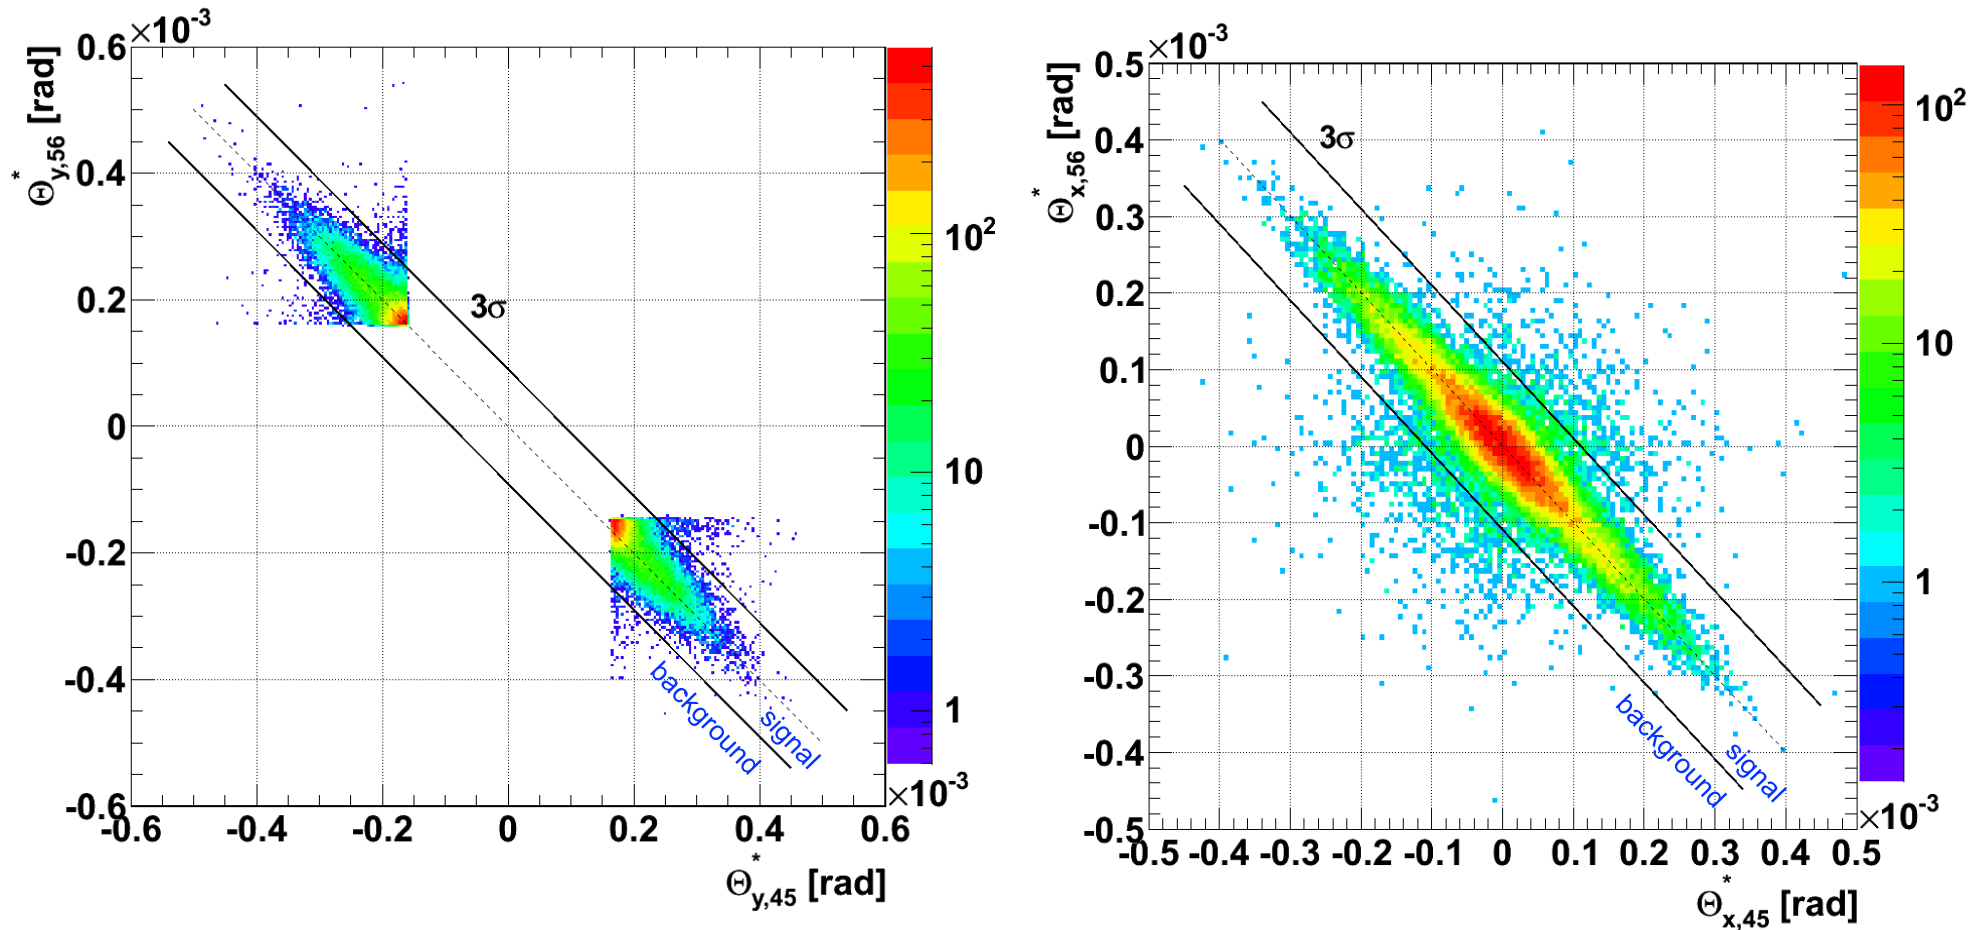 ×10⁻³
Θ*y,56 [rad]
0.6
0.4
0.2
0
-0.2
-0.4
-0.6
-0.6 -0.4 -0.2 0 0.2 0.4 0.6
Θ*y,45 [rad]
3σ
background
signal
10²
10
1
×10⁻³
×10⁻³
Θ*x,56 [rad]
0.5
0.4
0.3
0.2
0.1
0
-0.1
-0.2
-0.3
-0.4
-0.5
-0.5 -0.4 -0.3 -0.2 -0.1 0 0.1 0.2 0.3 0.4 0.5
Θ*x,45 [rad]
3σ
background
signal
10²
10
1
×10⁻³